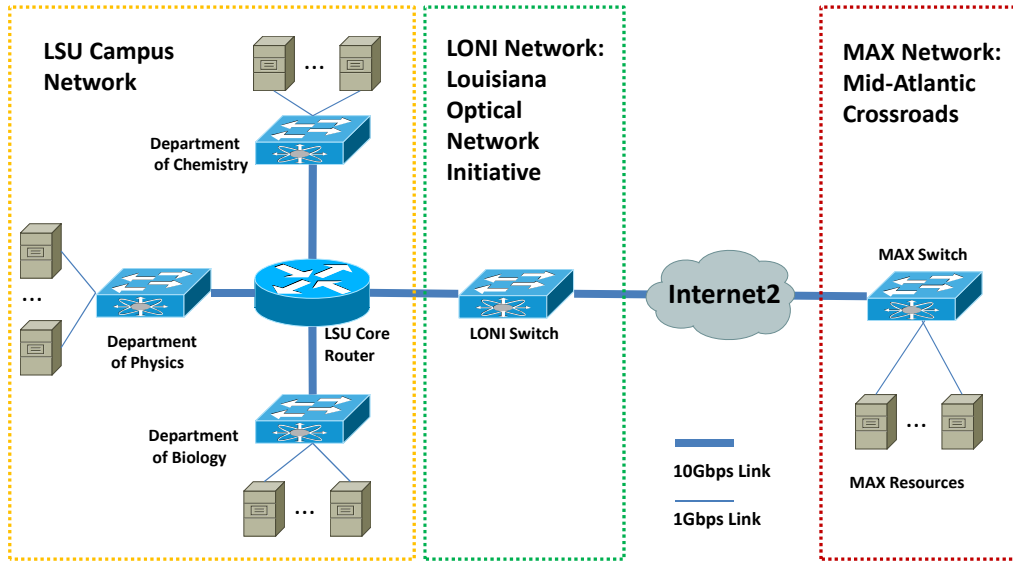 LSU Campus
Network
...
Department
of Chemistry
...
Department
of Physics
LSU Core
Router
Department
of Biology
...
LONI Network:
Louisiana
Optical
Network
Initiative
LONI Switch
Internet2
10Gbps Link
1Gbps Link
MAX Network:
Mid-Atlantic
Crossroads
MAX Switch
...
MAX Resources